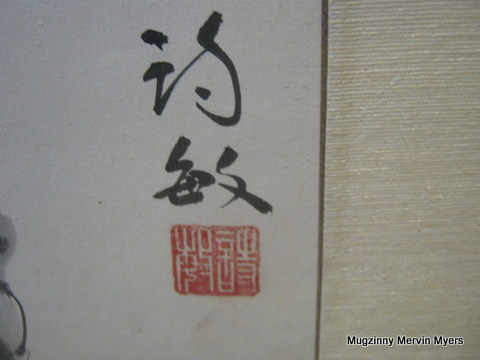 詩
敏
Mugzinny Mervin Myers